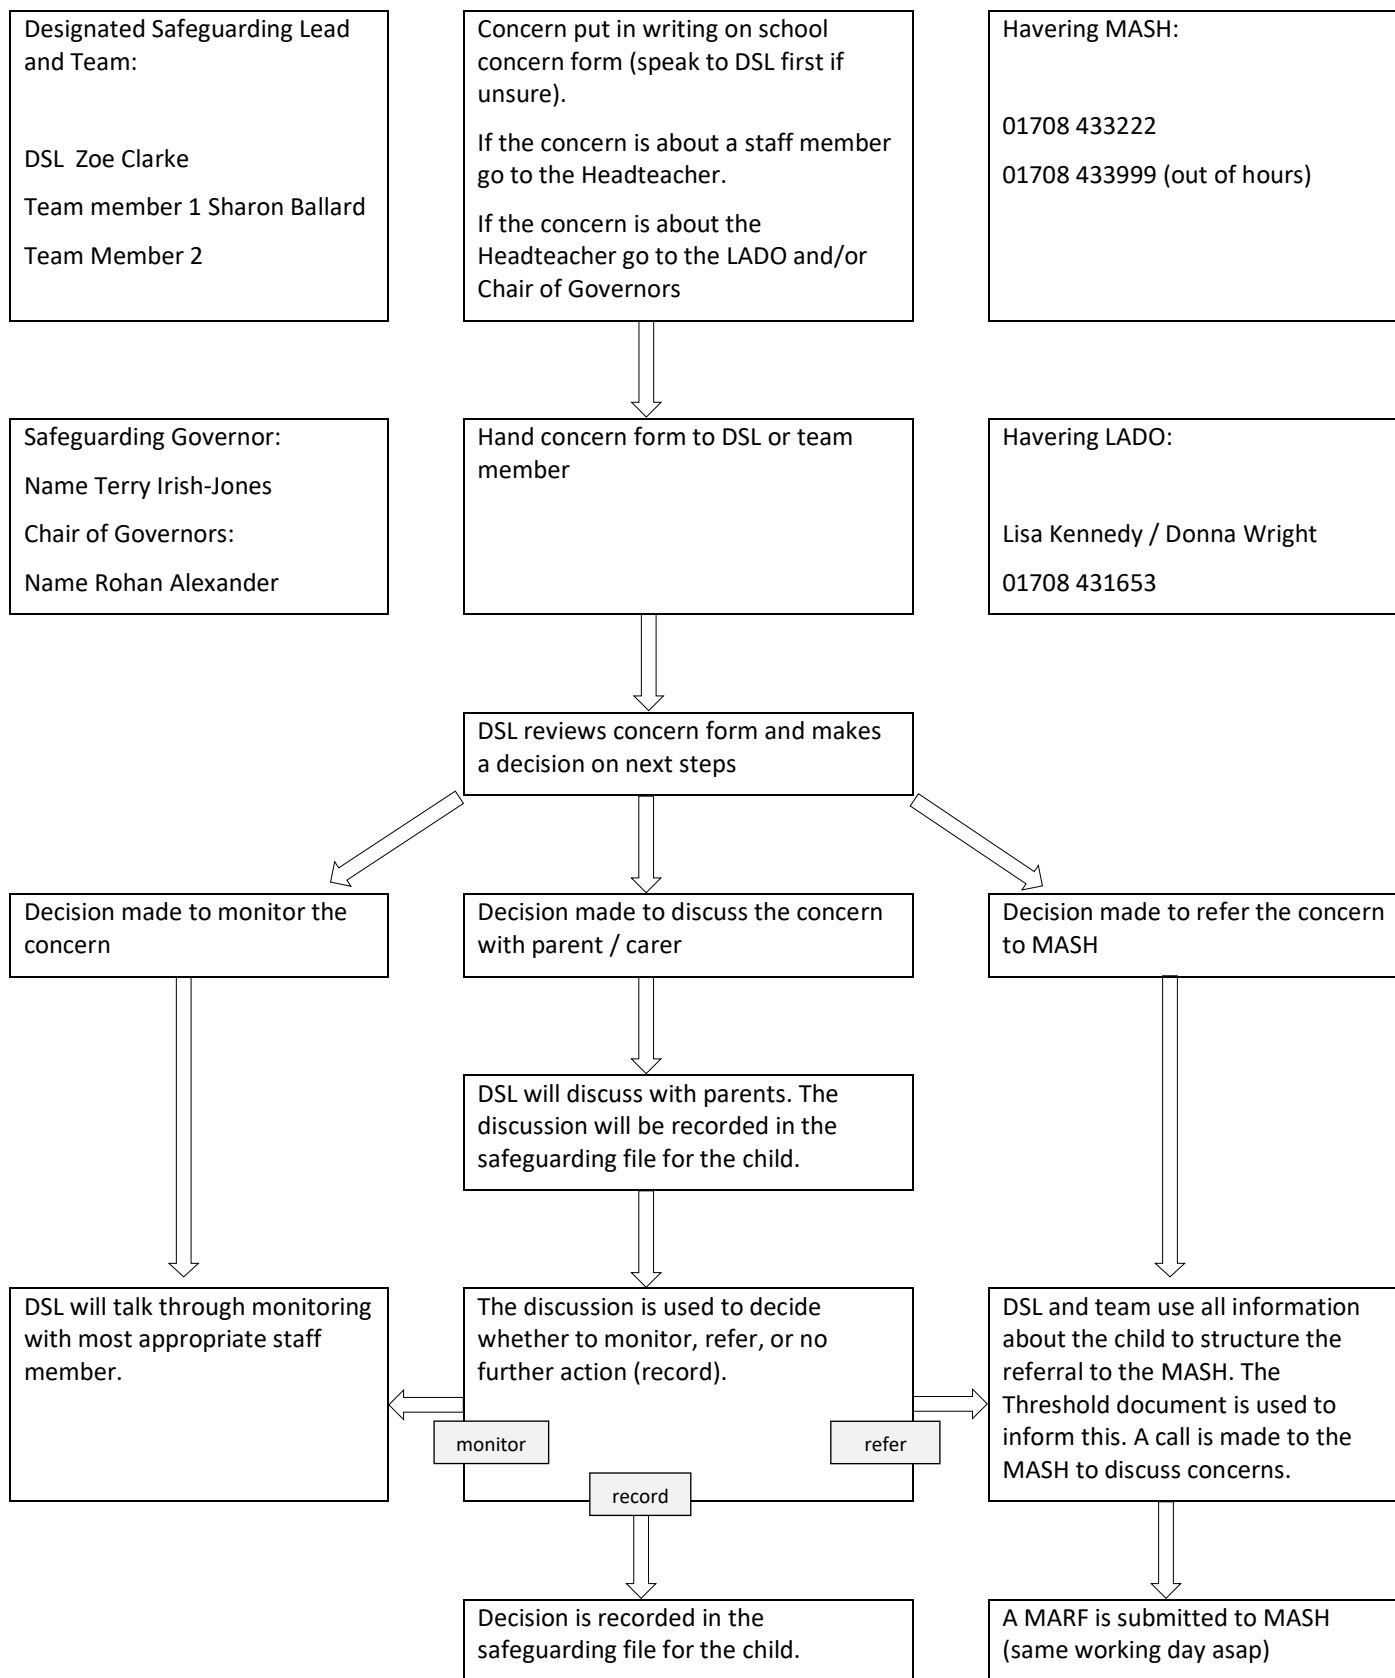 Designated Safeguarding Lead
and Team:
DSL  Zoe Clarke
Team member 1 Sharon Ballard
Team Member 2
Concern put in writing on school
concern form (speak to DSL first if
unsure).
If the concern is about a staff member
go to the Headteacher.
If the concern is about the
Headteacher go to the LADO and/or
Chair of Governors
Havering MASH:
01708 433222
01708 433999 (out of hours)
Safeguarding Governor:
Name Terry Irish-Jones
Chair of Governors:
Name Rohan Alexander
Hand concern form to DSL or team
member
Havering LADO:
Lisa Kennedy / Donna Wright
01708 431653
DSL reviews concern form and makes
a decision on next steps
Decision made to monitor the
concern
Decision made to discuss the concern
with parent / carer
Decision made to refer the concern
to MASH
DSL will discuss with parents. The
discussion will be recorded in the
safeguarding file for the child.
DSL will talk through monitoring
with most appropriate staff
member.
The discussion is used to decide
whether to monitor, refer, or no
further action (record).
monitor
refer
record
DSL and team use all information
about the child to structure the
referral to the MASH. The
Threshold document is used to
inform this. A call is made to the
MASH to discuss concerns.
Decision is recorded in the
safeguarding file for the child.
A MARF is submitted to MASH
(same working day asap)